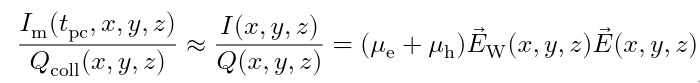 \frac{I_{\mathrm{m}}(t_{\mathrm{pc}}, x, y, z)}{Q_{\mathrm{coll}}(x, y, z)} \approx \frac{I(x, y, z)}{Q(x, y, z)} = (\mu_{\mathrm{e}} + \mu_{\mathrm{h}}) \vec{E}_{\mathrm{W}}(x, y, z) \vec{E}(x, y, z)